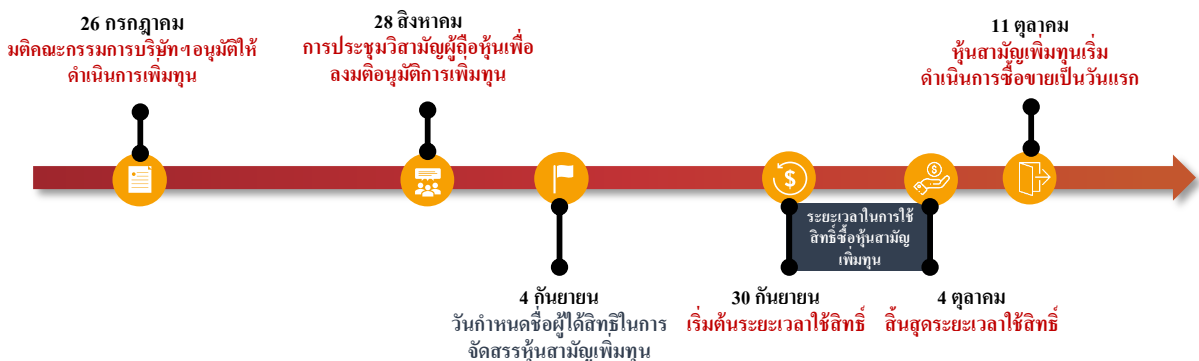 26 กรกฎาคม
มติคณะกรรมการบริษัทฯอนุมัติให้
ดำเนินการเพิ่มทุน
28 สิงหาคม
การประชุมวิสามัญผู้ถือหุ้นเพื่อ
ลงมติอนุมัติการเพิ่มทุน
11 ตุลาคม
หุ้นสามัญเพิ่มทุนเริ่ม
ดำเนินการซื้อขายเป็นวันแรก
ระยะเวลาในการใช้
สิทธิ์ซื้อหุ้นสามัญ
เพิ่มทุน
4 กันยายน
วันกำหนดชื่อผู้ได้สิทธิในการ
จัดสรรหุ้นสามัญเพิ่มทุน
30 กันยายน
เริ่มต้นระยะเวลาใช้สิทธิ์
4 ตุลาคม
สิ้นสุดระยะเวลาใช้สิทธิ์